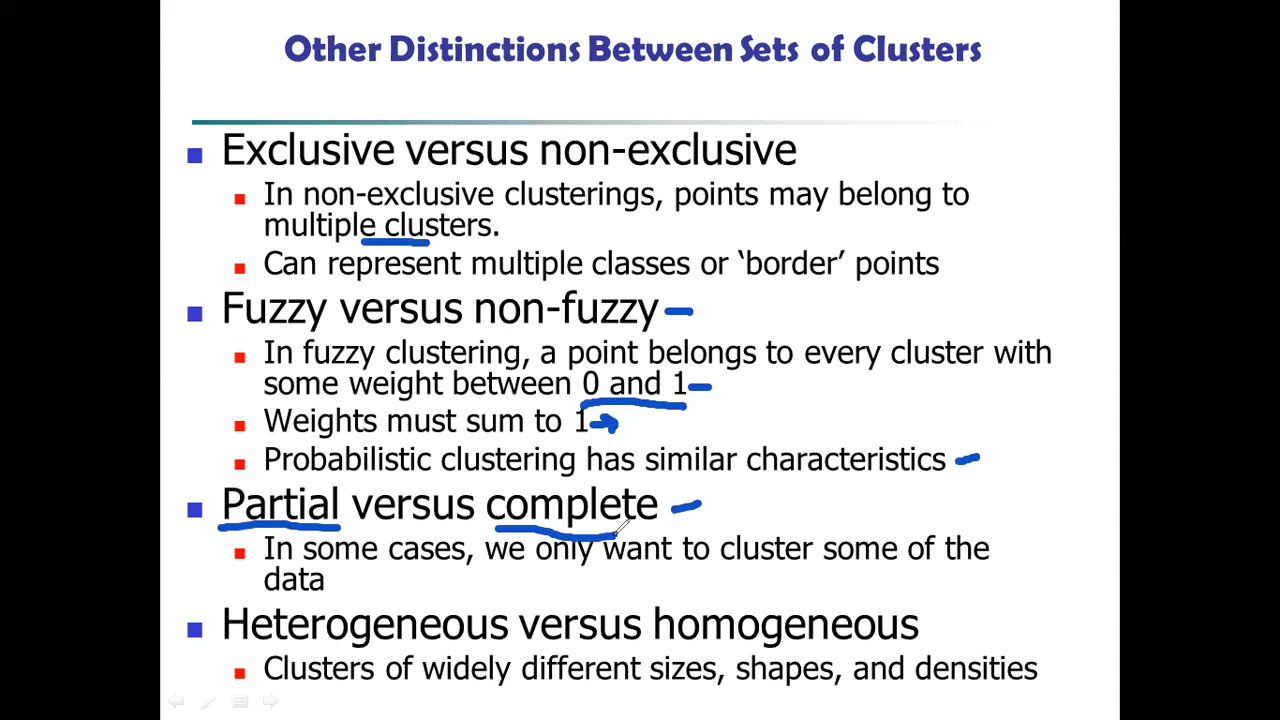 Other Distinctions Between Sets of Clusters
Exclusive versus non-exclusive
In non-exclusive clusterings, points may belong to
multiple clusters.
Can represent multiple classes or ‘border’ points
Fuzzy versus non-fuzzy
In fuzzy clustering, a point belongs to every cluster with
some weight between 0 and 1
Weights must sum to 1
Probabilistic clustering has similar characteristics
Partial versus complete
In some cases, we only want to cluster some of the
data
Heterogeneous versus homogeneous
Clusters of widely different sizes, shapes, and densities